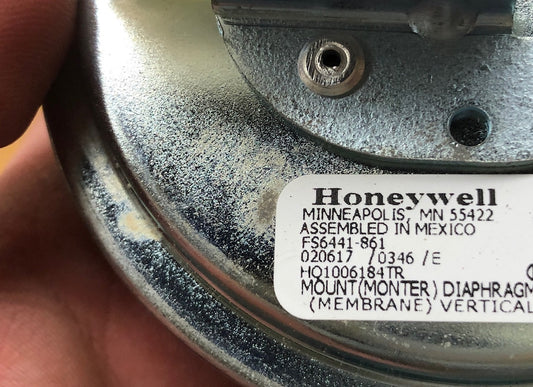 Honeywell
MINNEAPOLIS, MN 55422
ASSEMBLED IN MEXICO
FS6441-861
020617 /0346 /E
HQ1006184TR
MOUNT(MONTER) DIAPHRAGM
(MEMBRANE) VERTICAL